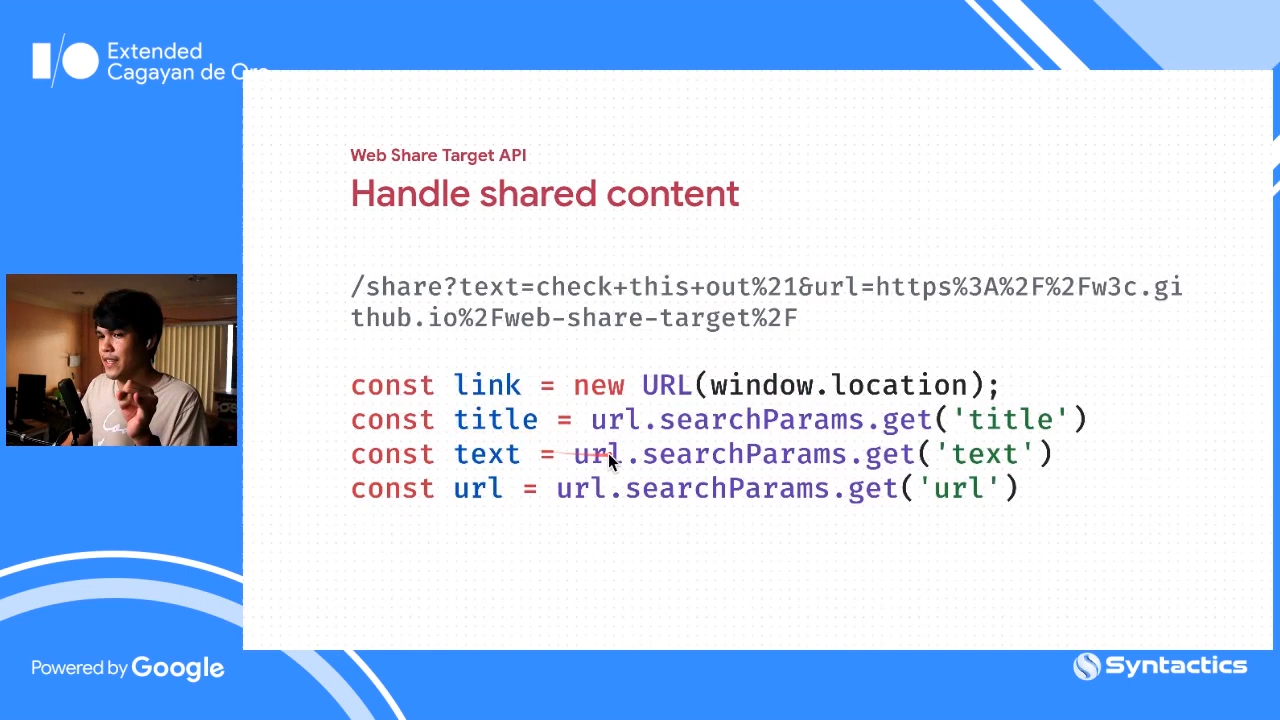 I/O Extended
Cagayan de Oro
Web Share Target API
Handle shared content
/share?text=check+this+out%21&url=https%3A%2F%2Fw3c.gi
thub.io%2Fweb-share-target%2F
const link = new URL(window.location);
const title = url.searchParams.get('title')
const text = url.searchParams.get('text')
const url = url.searchParams.get('url')
Powered by Google
Syntactics